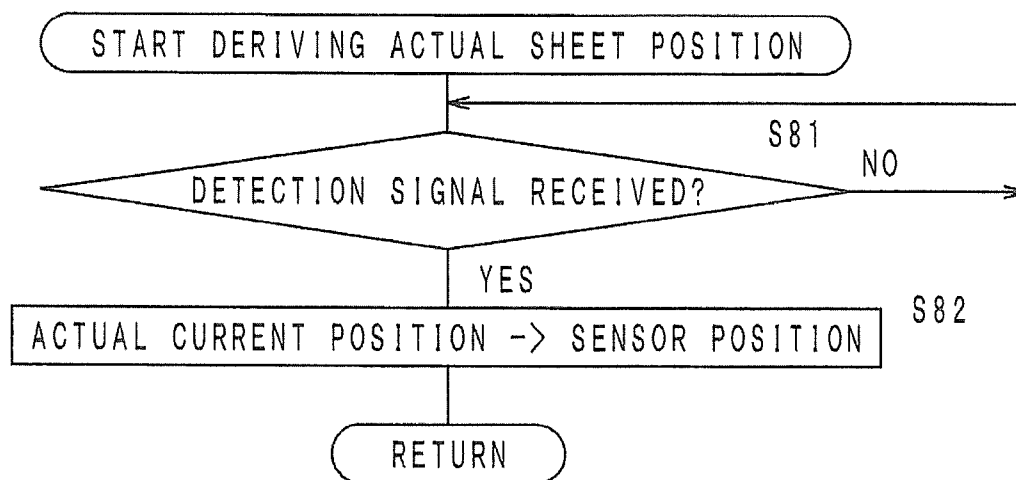 START DERIVING ACTUAL SHEET POSITION
S81
NO
DETECTION SIGNAL RECEIVED?
YES
S82
ACTUAL CURRENT POSITION -> SENSOR POSITION
RETURN